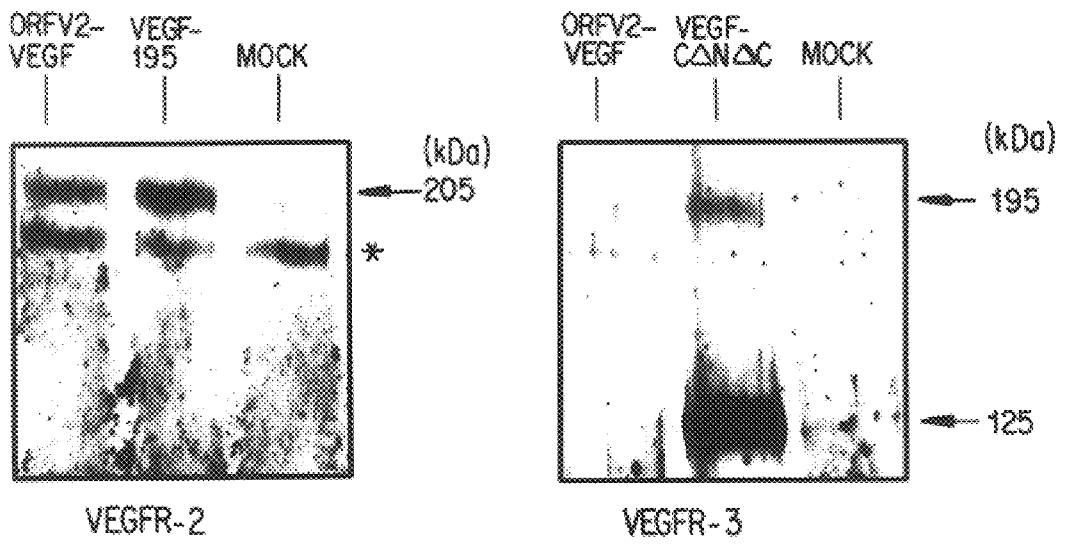 ORFV2-
VEGF
VEGF-
195
MOCK
(kDa)
205
*
VEGFR-2
ORFV2-
VEGF
VEGF-
CΔNΔC
MOCK
(kDa)
195
125
VEGFR-3